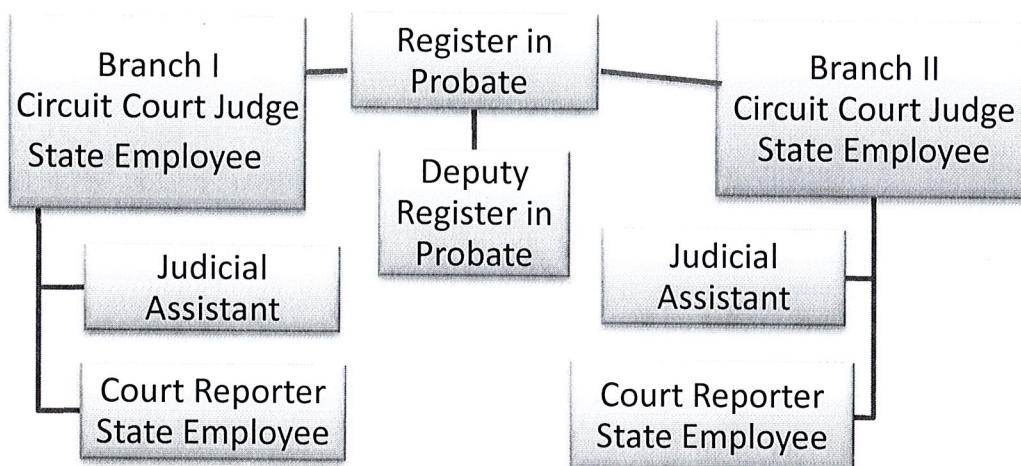 Branch I
Circuit Court Judge
State Employee
Register in
Probate
Branch II
Circuit Court Judge
State Employee
Deputy
Register in
Probate
Judicial
Assistant
Judicial
Assistant
Court Reporter
State Employee
Court Reporter
State Employee